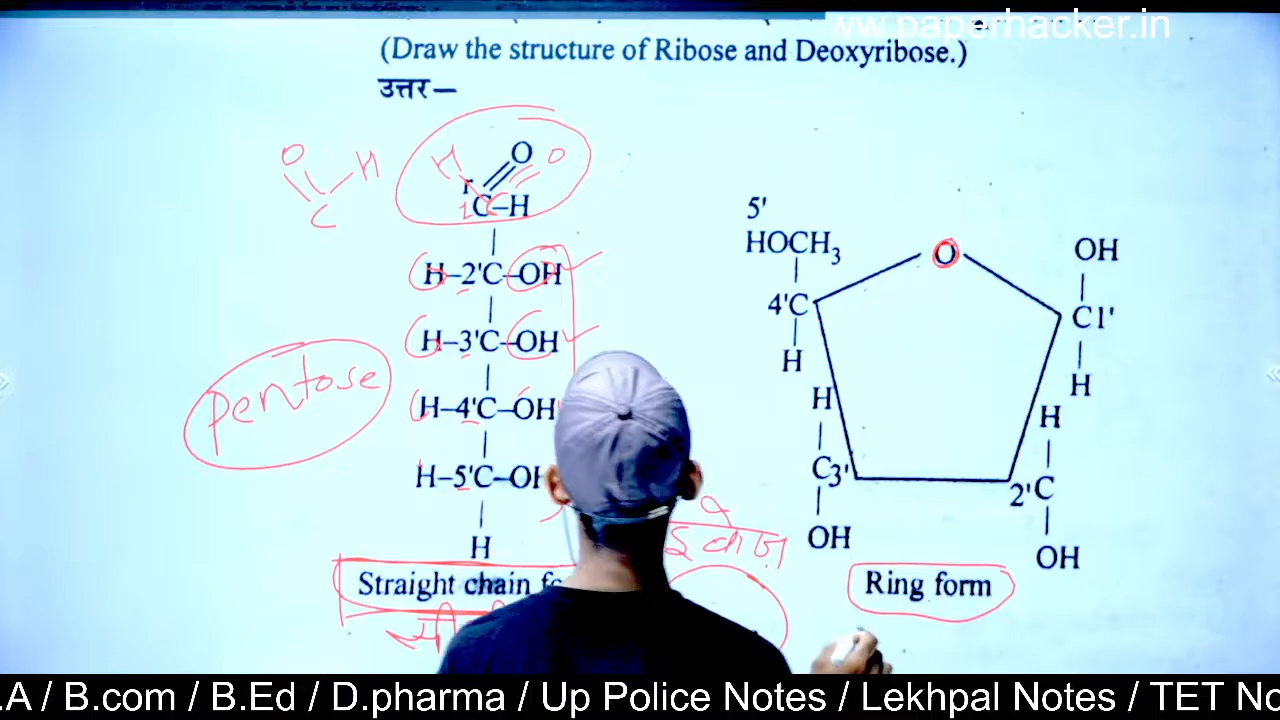 ww.paperhacker.in
(Draw the structure of Ribose and Deoxyribose.)
उत्तर—
O
C–H
H–2'C–OH
H–3'C–OH
H–4'C–OH
H–5'C–OH
H
Straight chain
O
H
C
H
O
pentose
5'
HOCH₃
O
OH
4'C
C1'
H
H
H
H
C3'
2'C
OH
OH
Ring form
.A / B.com / B.Ed / D.pharma / Up Police Notes / Lekhpal Notes / TET No